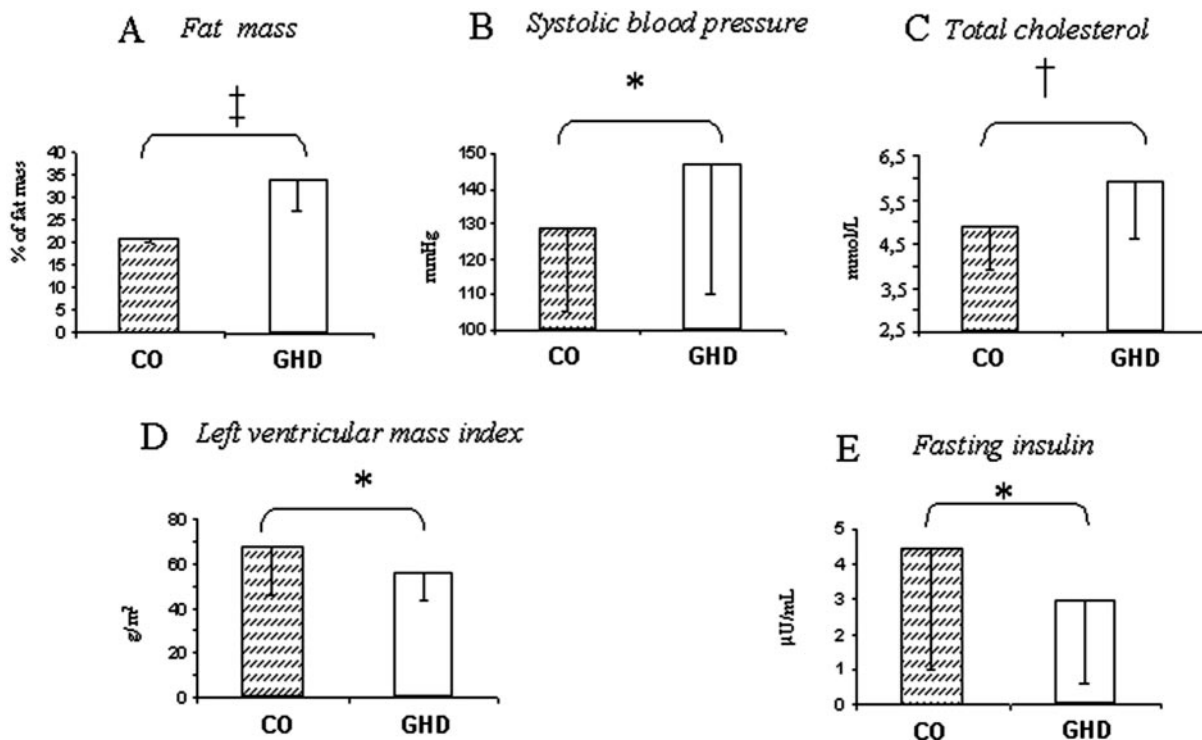 A Fat mass
‡
% of fat mass
40
35
30
25
20
15
10
5
0
CO GHD
B Systolic blood pressure
*
mmHg
150
140
130
120
110
100
CO GHD
C Total cholesterol
†
mmol/L
6,5
5,5
4,5
3,5
2,5
CO GHD
D Left ventricular mass index
*
g/m²
80
60
40
20
0
CO GHD
E Fasting insulin
*
µU/mL
5
4
3
2
1
0
CO GHD